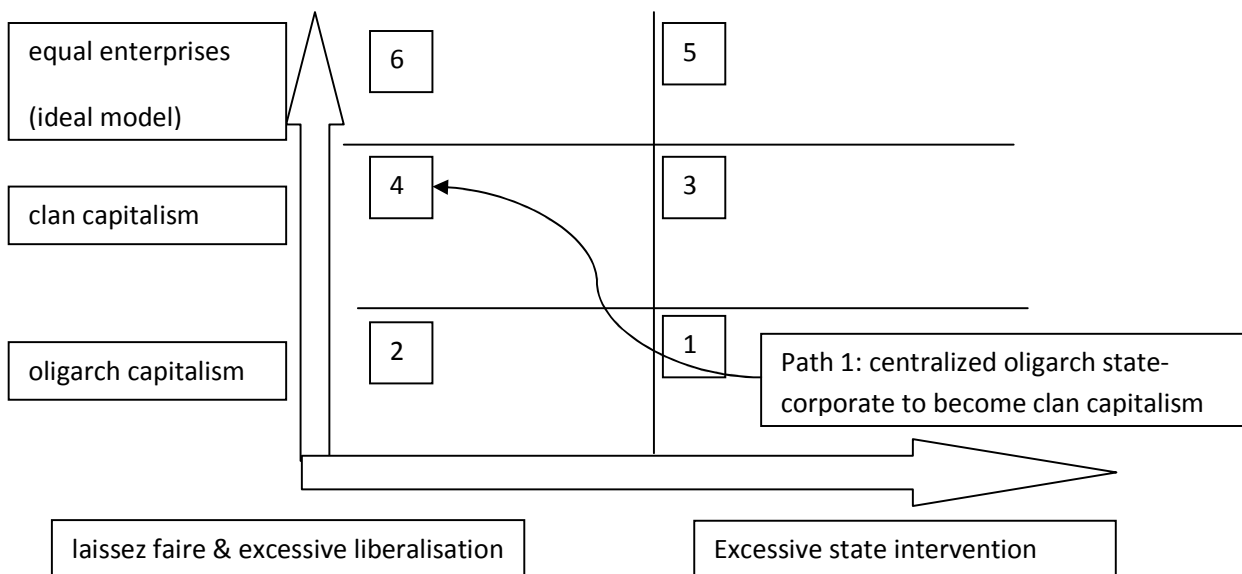 equal enterprises
(ideal model)
6
5
clan capitalism
4
3
oligarch capitalism
2
1
Path 1: centralized oligarch state-
corporate to become clan capitalism
laissez faire & excessive liberalisation
Excessive state intervention